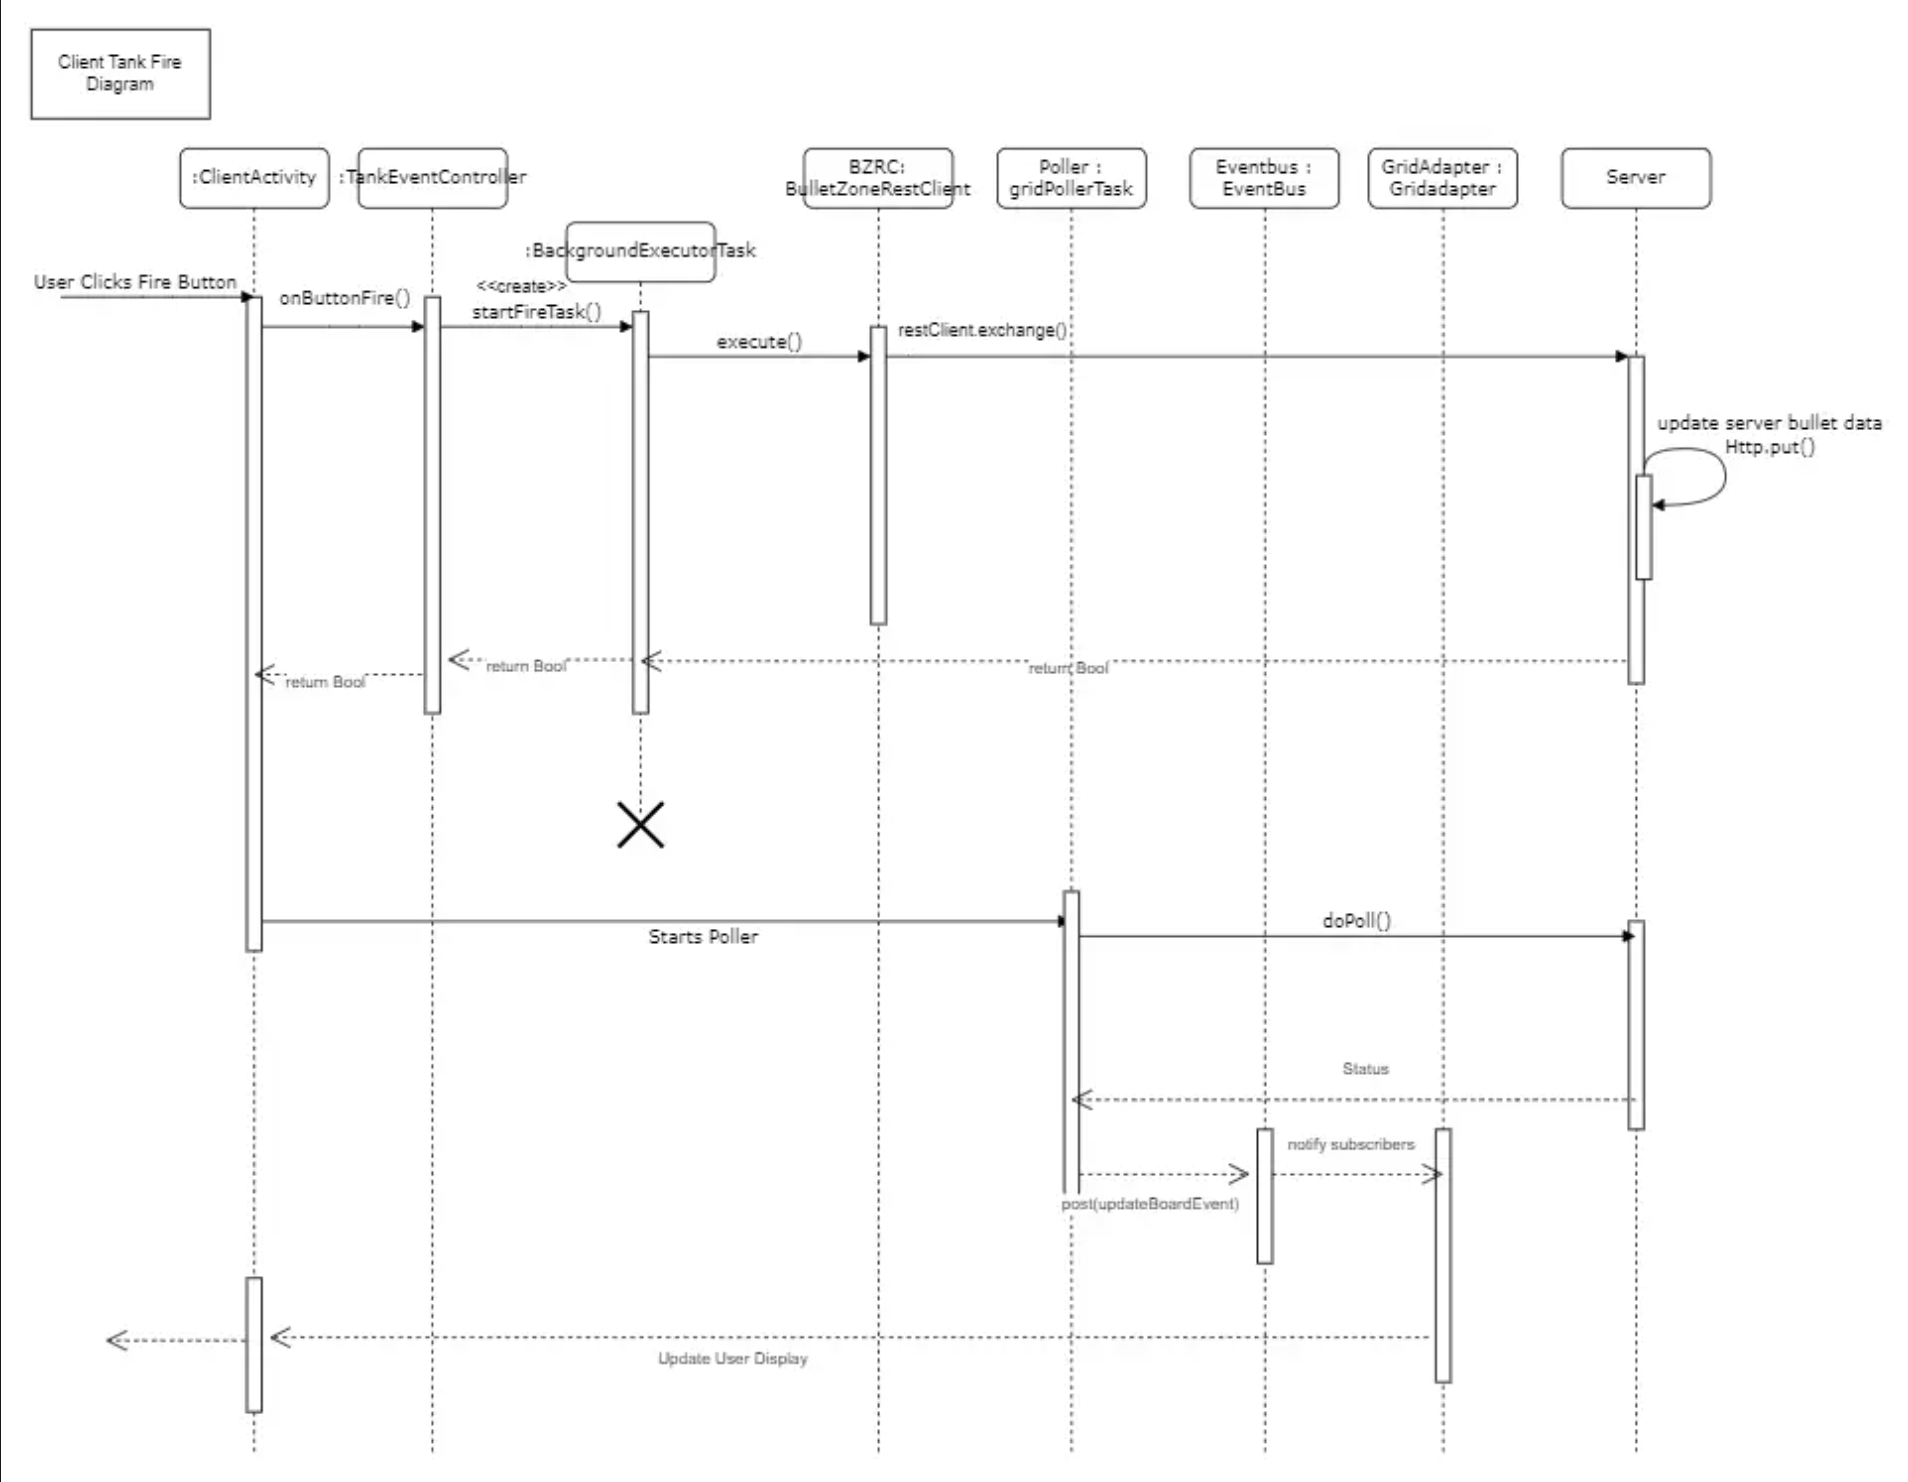 Client Tank Fire
Diagram
:ClientActivity
:TankEventController
BZRC:
BulletZoneRestClient
Poller :
gridPollerTask
Eventbus :
EventBus
GridAdapter :
Gridadapter
Server
:BackgroundExecutorTask
User Clicks Fire Button
onButtonFire()
<<create>>
startFireTask()
execute()
restClient.exchange()
update server bullet data
Http.put()
return Bool
return Bool
return Bool
Starts Poller
doPoll()
Status
notify subscribers
post(updateBoardEvent)
Update User Display